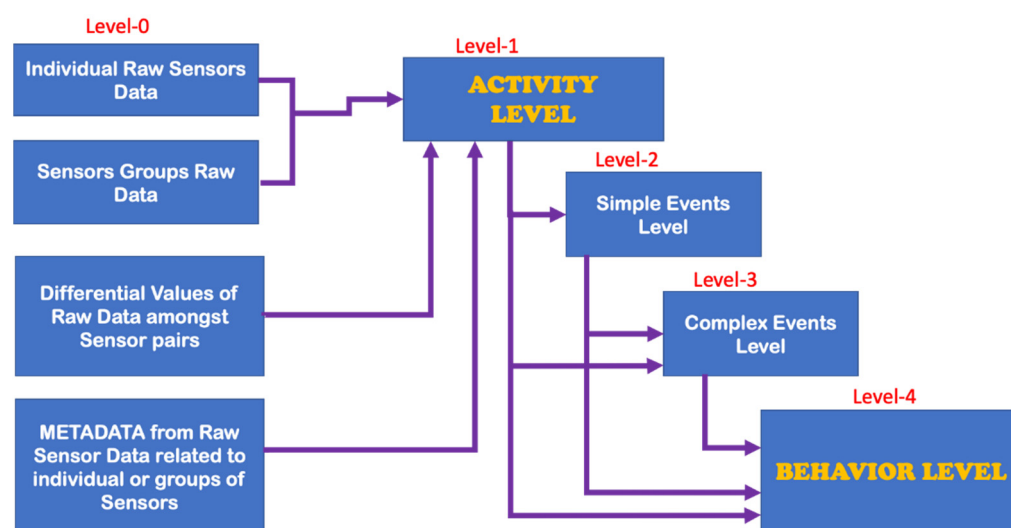 Level-0
Individual Raw Sensors
Data
Sensors Groups Raw
Data
Differential Values of
Raw Data amongst
Sensor pairs
METADATA from Raw
Sensor Data related to
individual or groups of
Sensors
Level-1
ACTIVITY
LEVEL
Level-2
Simple Events
Level
Level-3
Complex Events
Level
Level-4
BEHAVIOR LEVEL